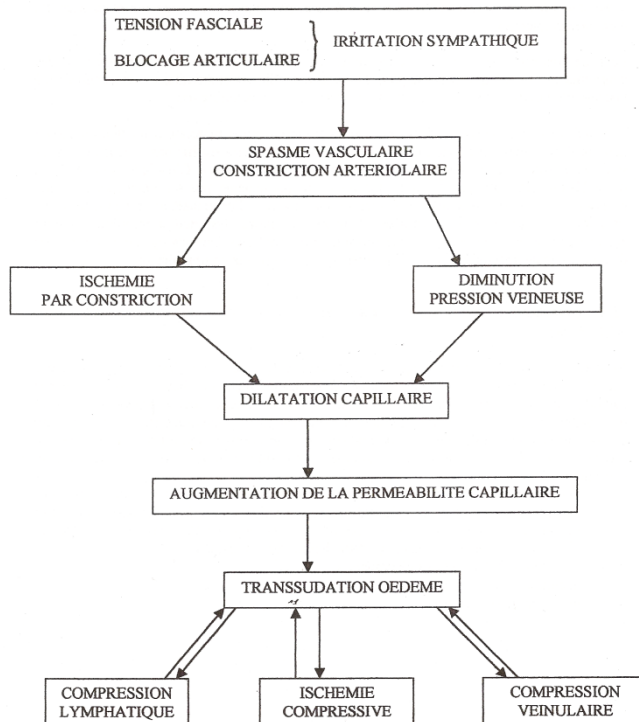 TENSION FASCIALE
IRRITATION SYMPATHIQUE
BLOCAGE ARTICULAIRE
SPASME VASCULAIRE
CONSTRICTION ARTERIOLAIRE
ISCHEMIE
PAR CONSTRICTION
DIMINUTION
PRESSION VEINEUSE
DILATATION CAPILLAIRE
AUGMENTATION DE LA PERMEABILITE CAPILLAIRE
TRANSSUDATION OEDEME
COMPRESSION
LYMPHATIQUE
ISCHEMIE
COMPRESSIVE
COMPRESSION
VEINULAIRE